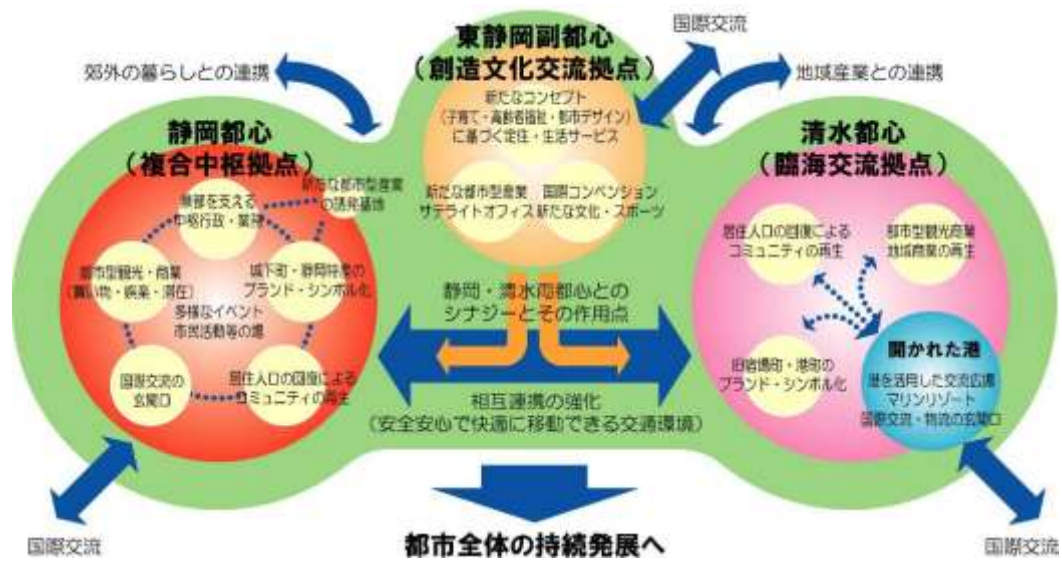 国際交流
東静岡副都心
（創造文化交流拠点）
郊外の暮らしとの連携
地域産業との連携
新たなコンセプト
（子育て・高齢者福祉・都市デザイン）
に基づく定住・生活サービス
新たな都市型産業
サテライトオフィス
国際コンベンション
新たな文化・スポーツ
静岡都心
（複合中枢拠点）
を支える
中枢行政・業務
新たな都市型産業
の誘発基地
都市型観光・商業
（買い物・娯楽・滞在）
城下町・静岡特産の
ブランド・シンボル化
多様なイベント
市民活動等の場
国際交流の
玄関口
居住人口の回復による
コミュニティの再生
清水都心
（臨海交流拠点）
居住人口の回復による
コミュニティの再生
都市型観光商業
地域商業の再生
旧宿場町・港町の
ブランド・シンボル化
開かれた港
港を活用した交流広場
マリンリゾート
国際交流・物流の玄関口
静岡・清水両都心との
シナジーとその作用点
相互連携の強化
（安全安心で快適に移動できる交通環境）
国際交流
都市全体の持続発展へ
国際交流